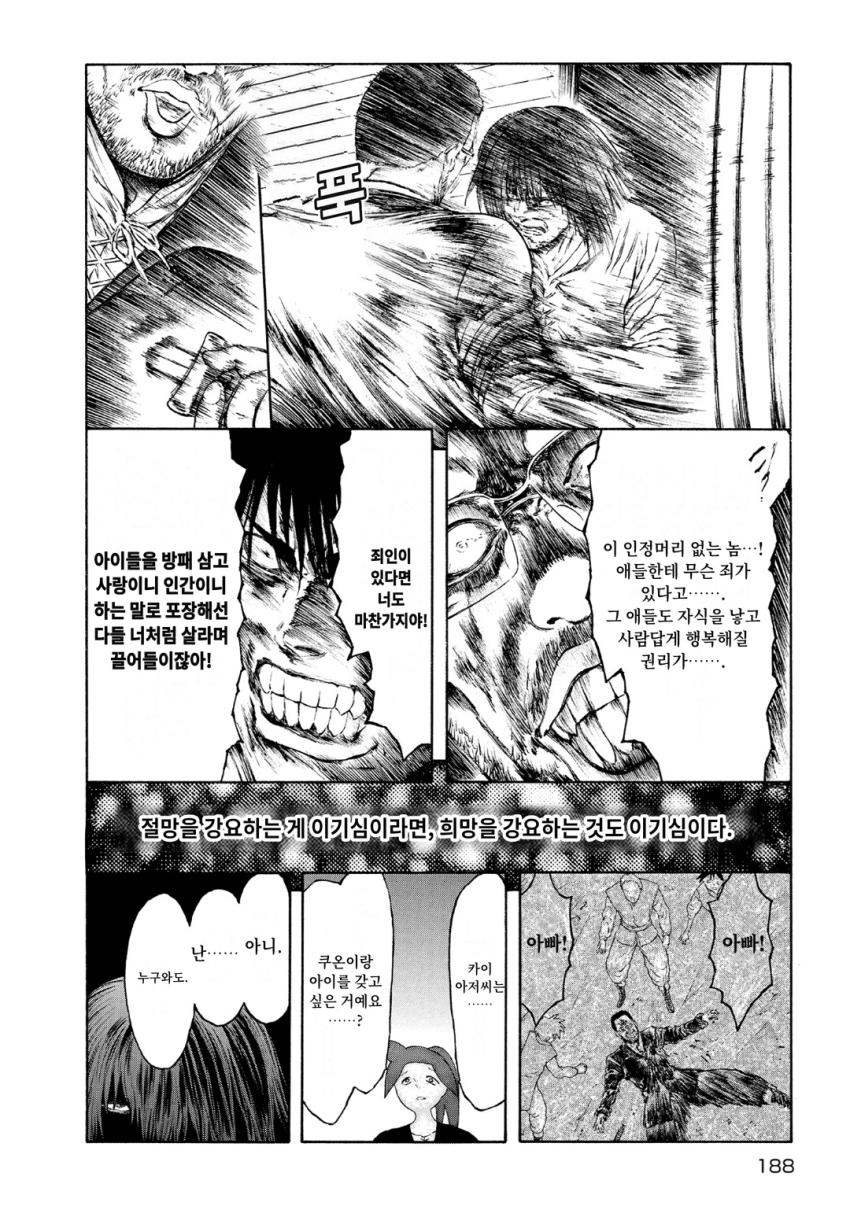 푹
이 인정머리 없는 놈…!
애들한테 무슨 죄가
있다고…….
그 애들도 자식을 낳고
사람답게 행복해질
권리가…….
죄인이
있다면
너도
마찬가지야!
아이들을 방패 삼고
사랑이니 인간이니
하는 말로 포장해선
다들 너처럼 살라며
끌어들이잖아!
절망을 강요하는 게 이기심이라면, 희망을 강요하는 것도 이기심이다.
아빠!
아빠!
카이
아저씨는
……
쿠온이랑
아이를 갖고
싶은 거예요
……?
아니.
난……
누구와도.
188